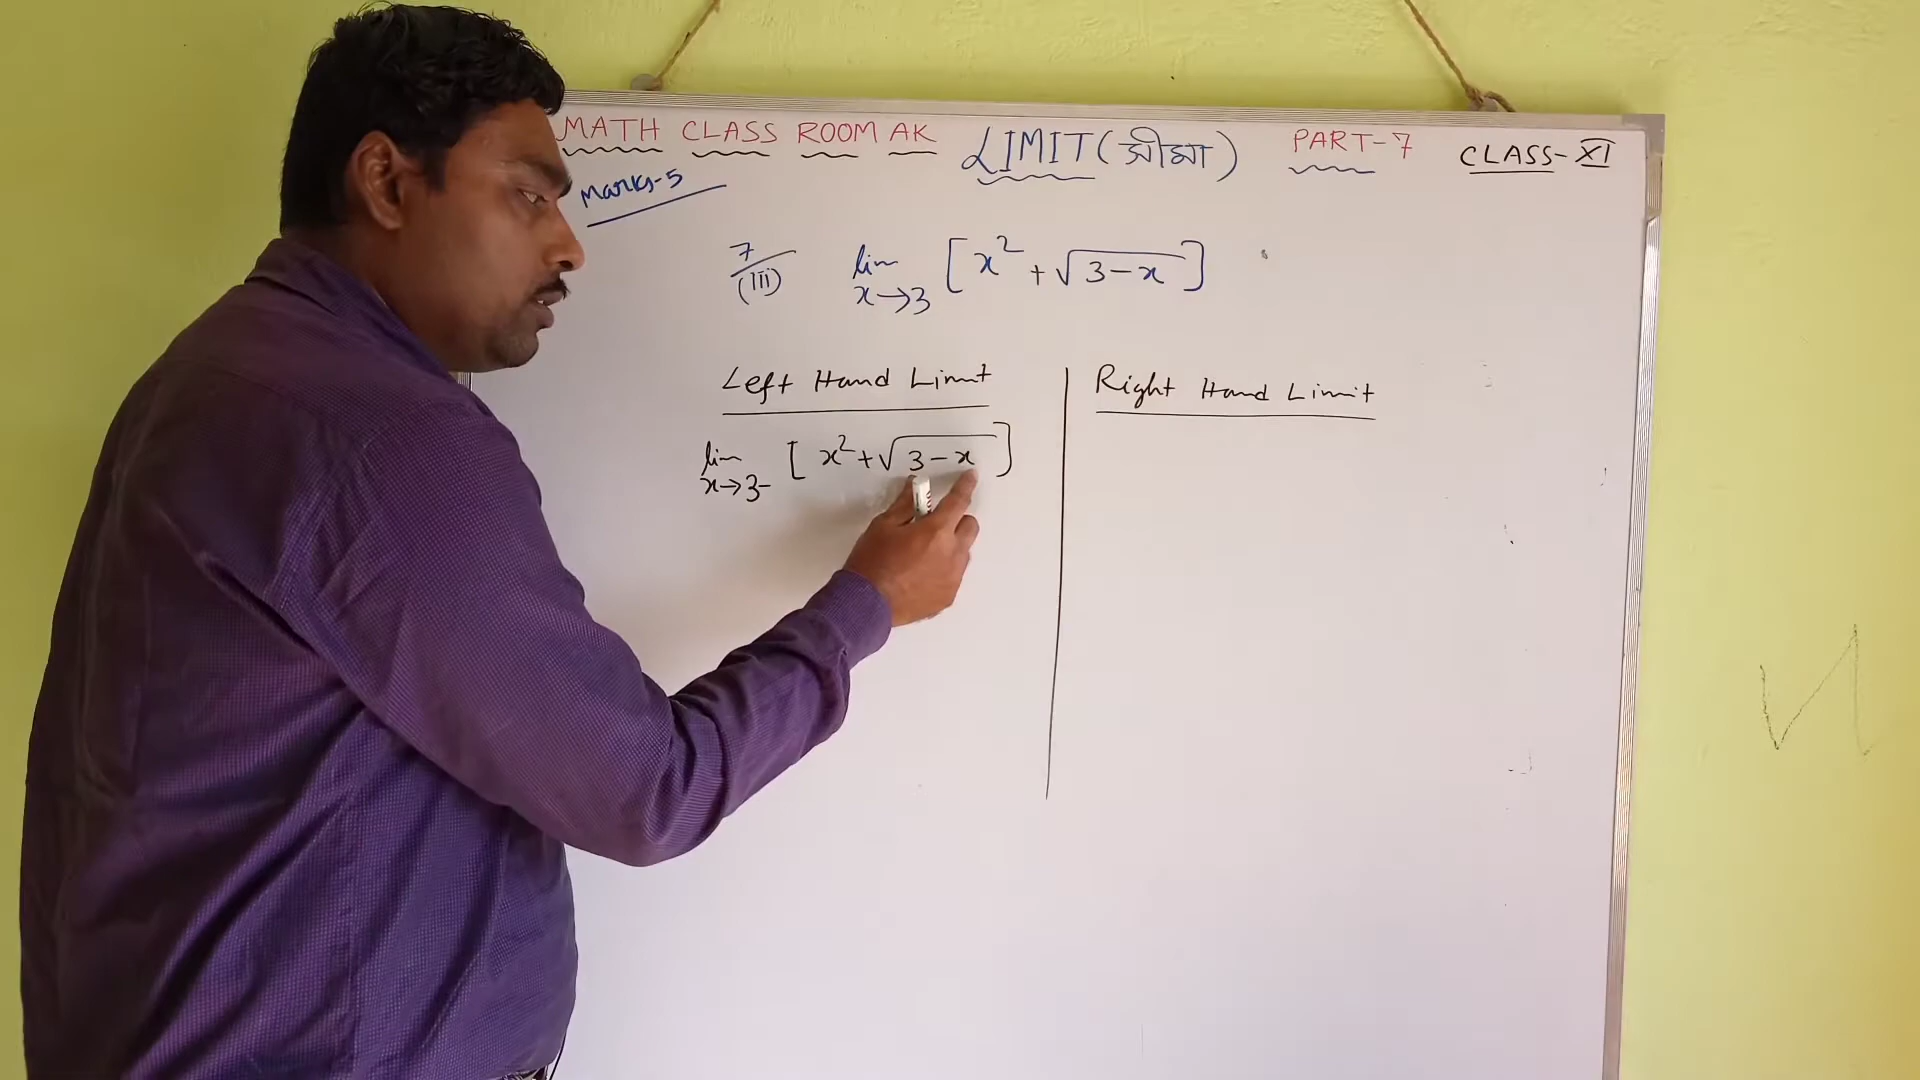 MATH CLASS ROOM AK LIMIT (সীমা) PART-7 CLASS-XI
Marks-5
7/(III) lim x→3 [x² + √(3-x)]
Left Hand Limit
lim x→3- [x² + √(3-x)]
Right Hand Limit